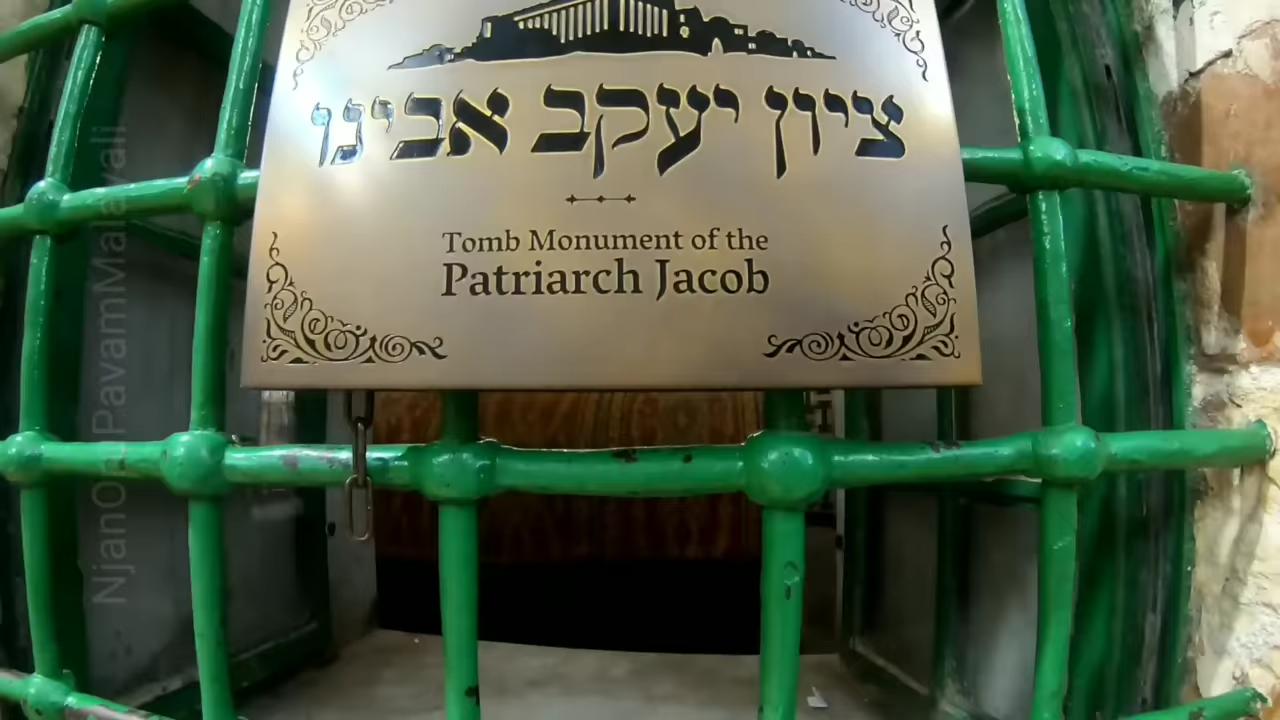 ציון יעקב אבינו
Tomb Monument of the
Patriarch Jacob